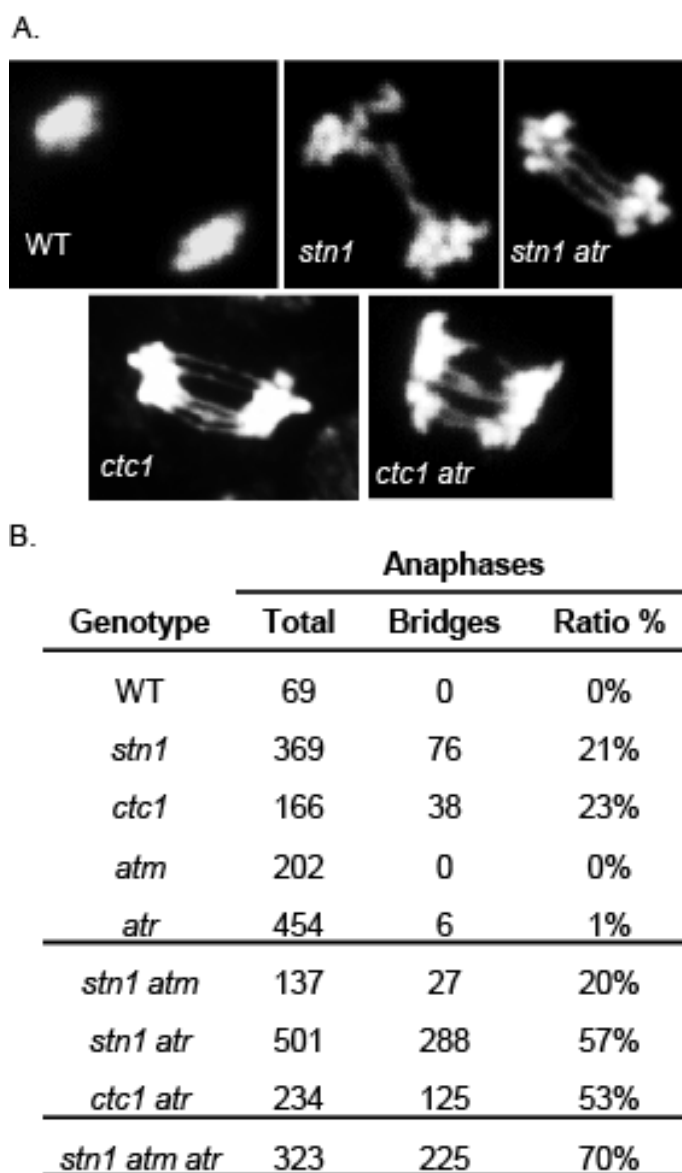 A.
WT
stn1
stn1 atr
ctc1
ctc1 atr
B.
Anaphases
Genotype Total Bridges Ratio %
WT 69 0 0%
stn1 369 76 21%
ctc1 166 38 23%
atm 202 0 0%
atr 454 6 1%
stn1 atm 137 27 20%
stn1 atr 501 288 57%
ctc1 atr 234 125 53%
stn1 atm atr 323 225 70%